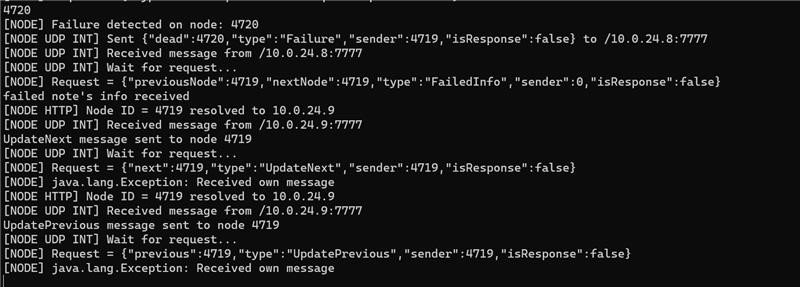 4720
[NODE] Failure detected on node: 4720
[NODE UDP INT] Sent {"dead":4720,"type":"Failure","sender":4719,"isResponse":false} to /10.0.24.8:7777
[NODE UDP INT] Received message from /10.0.24.8:7777
[NODE UDP INT] Wait for request...
[NODE] Request = {"previousNode":4719,"nextNode":4719,"type":"FailedInfo","sender":0,"isResponse":false}
failed note's info received
[NODE HTTP] Node ID = 4719 resolved to 10.0.24.9
[NODE UDP INT] Received message from /10.0.24.9:7777
UpdateNext message sent to node 4719
[NODE UDP INT] Wait for request...
[NODE] Request = {"next":4719,"type":"UpdateNext","sender":4719,"isResponse":false}
[NODE] java.lang.Exception: Received own message
[NODE HTTP] Node ID = 4719 resolved to 10.0.24.9
[NODE UDP INT] Received message from /10.0.24.9:7777
UpdatePrevious message sent to node 4719
[NODE UDP INT] Wait for request...
[NODE] Request = {"previous":4719,"type":"UpdatePrevious","sender":4719,"isResponse":false}
[NODE] java.lang.Exception: Received own message